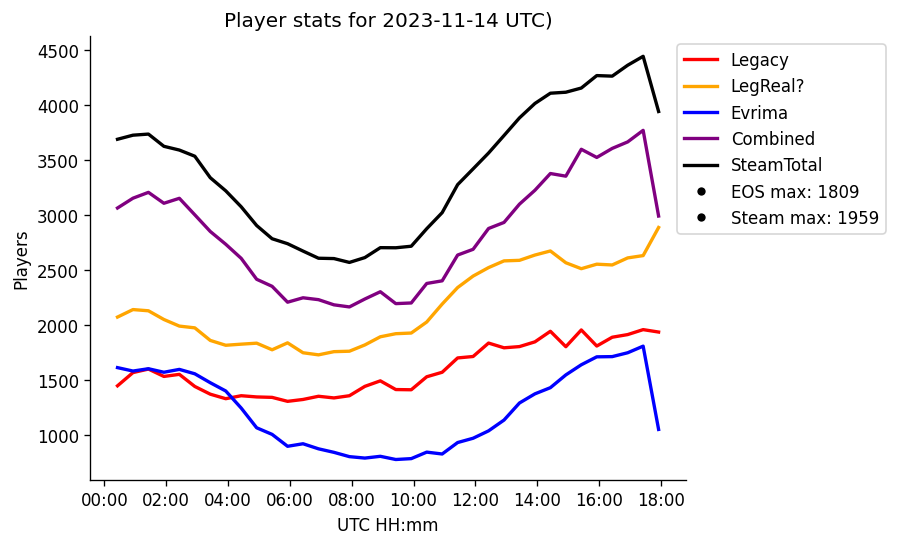 Player stats for 2023-11-14 UTC)
4500
4000
3500
3000
2500
2000
1500
1000
Players
00:00 02:00 04:00 06:00 08:00 10:00 12:00 14:00 16:00 18:00
UTC HH:mm
Legacy
LegReal?
Evrima
Combined
SteamTotal
EOS max: 1809
Steam max: 1959